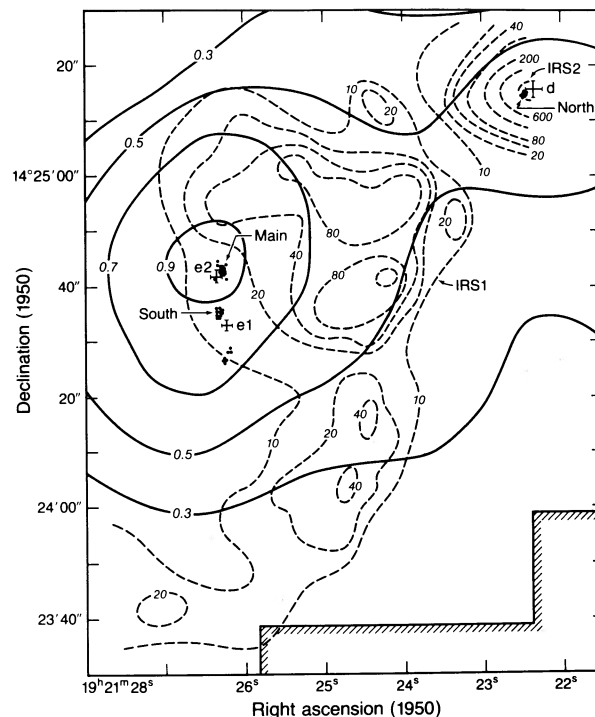 0.3
40
200
IRS2
d
North
600
80
20
10
20
20″
0.5
10
14°25′00″
80
0.7
Main
0.9
e2
40
IRS1
80
40″
20
South
e1
40
20
20″
10
0.5
40
0.3
24′00″
20
23′40″
19ʰ21ᵐ28ˢ
26ˢ
25ˢ
24ˢ
23ˢ
22ˢ
Declination (1950)
Right ascension (1950)